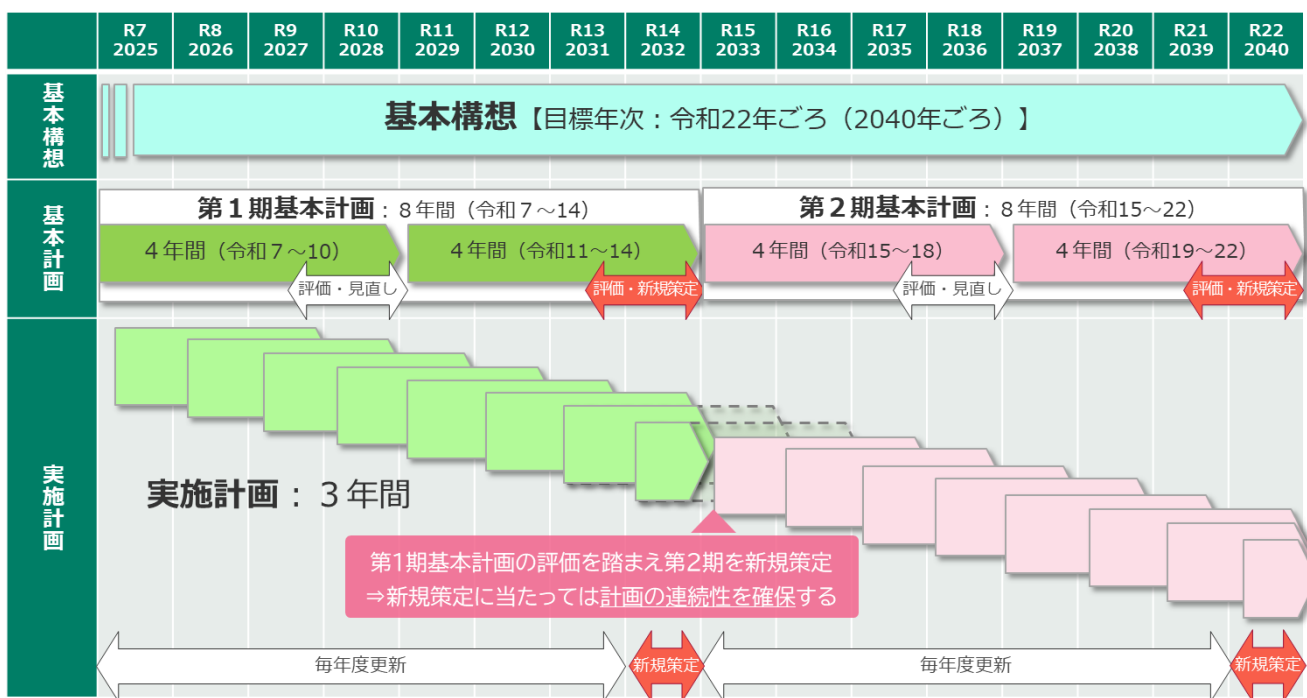 R7 R8 R9 R10 R11 R12 R13 R14 R15 R16 R17 R18 R19 R20 R21 R22
2025 2026 2027 2028 2029 2030 2031 2032 2033 2034 2035 2036 2037 2038 2039 2040
基本構想
基本構想【目標年次：令和22年ごろ（2040年ごろ）】
基本計画
第１期基本計画：８年間（令和７～14）
第２期基本計画：８年間（令和15～22）
４年間（令和７～10）
４年間（令和11～14）
４年間（令和15～18）
４年間（令和19～22）
評価・見直し
評価・新規策定
評価・見直し
評価・新規策定
実施計画
実施計画：３年間
第1期基本計画の評価を踏まえ第2期を新規策定
⇒新規策定に当たっては計画の連続性を確保する
毎年度更新
新規策定
毎年度更新
新規策定